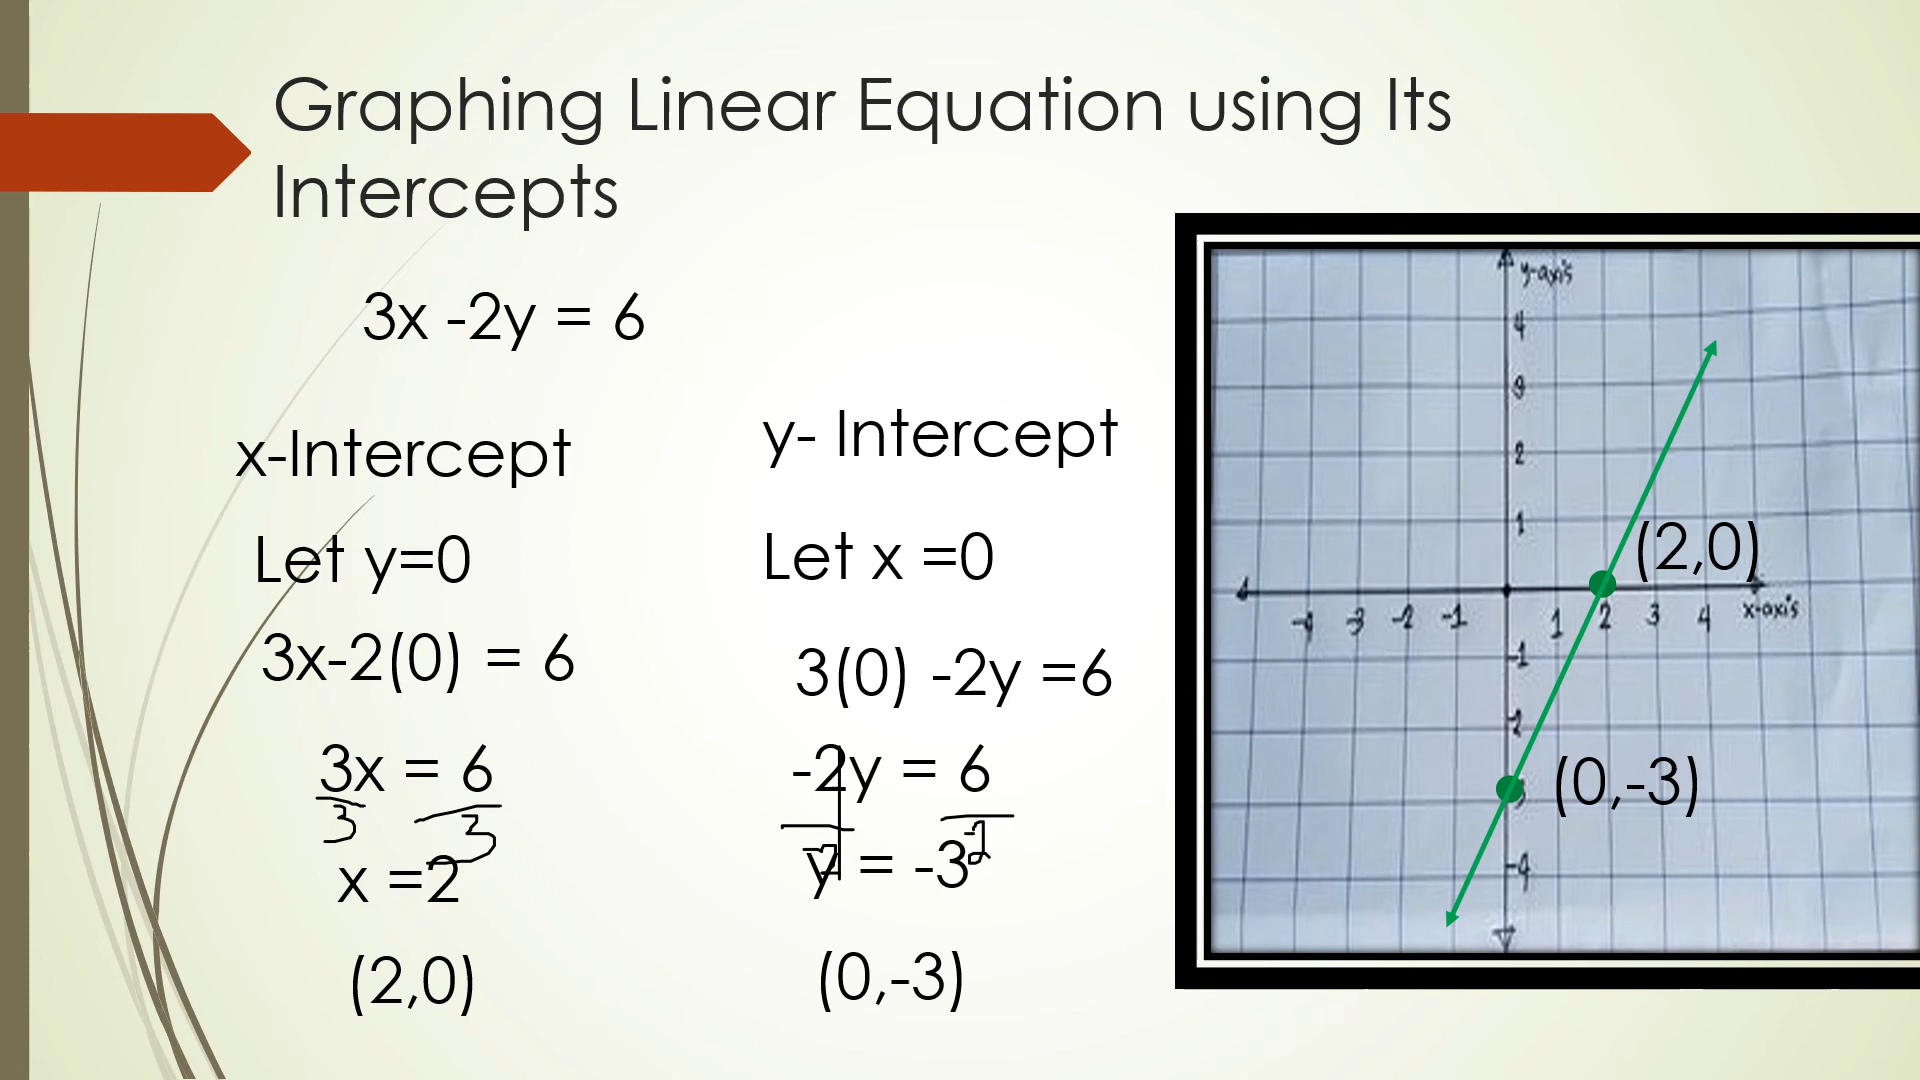 Graphing Linear Equation using Its
Intercepts
3x -2y = 6
x-Intercept
Let y=0
3x-2(0) = 6
3x = 6
3 3
x =2
(2,0)
y- Intercept
Let x =0
3(0) -2y =6
-2y = 6
y = -3
(0,-3)
y-axis
4
3
2
1
(2,0)
-4 -3 -2 -1 1 2 3 4 x-axis
-1
-2
(0,-3)
-4